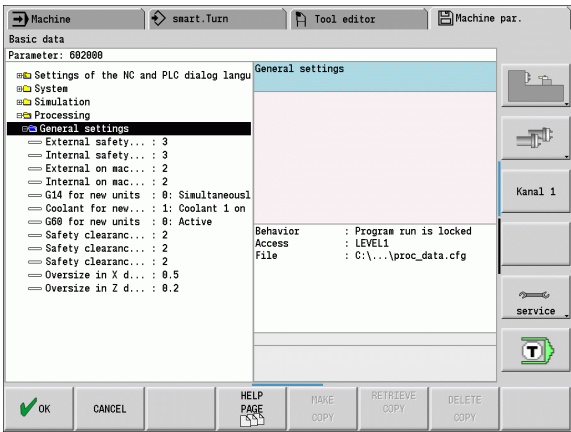 Machine
smart.Turn
Tool editor
Machine par.
Basic data
Parameter: 602000
Settings of the NC and PLC dialog langu
System
Simulation
Processing
General settings
External safety... : 3
Internal safety... : 3
External on mac... : 2
Internal on mac... : 2
G14 for new units : 0: Simultaneousl
Coolant for new... : 1: Coolant 1 on
G60 for new units : 0: Active
Safety clearanc... : 2
Safety clearanc... : 2
Safety clearanc... : 2
Oversize in X d... : 0.5
Oversize in Z d... : 0.2
General settings
Behavior : Program run is locked
Access : LEVEL1
File : C:\...\proc_data.cfg
Kanal 1
service
T
OK
CANCEL
HELP
PAGE
MAKE
COPY
RETRIEVE
COPY
DELETE
COPY